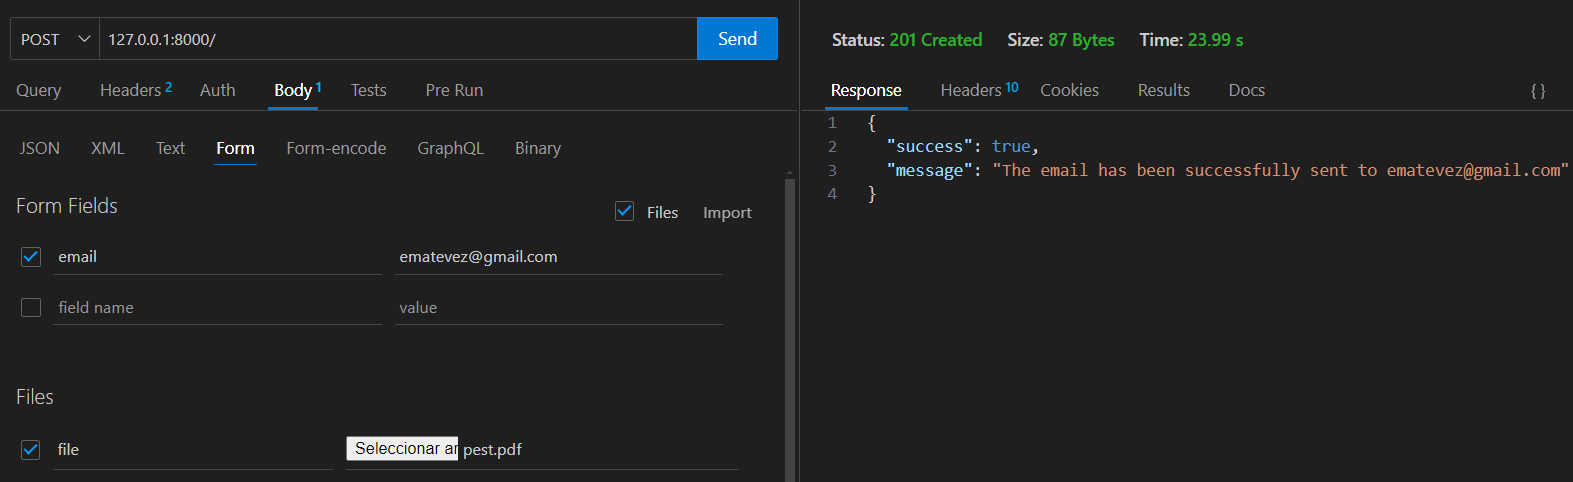 POST 127.0.0.1:8000/ Send
Query Headers 2 Auth Body 1 Tests Pre Run
JSON XML Text Form Form-encode GraphQL Binary
Form Fields
Files Import
email ematevez@gmail.com
field name value
Files
file Seleccionar ar pest.pdf
Status: 201 Created Size: 87 Bytes Time: 23.99 s
Response Headers 10 Cookies Results Docs { }
1 {
2 "success": true,
3 "message": "The email has been successfully sent to ematevez@gmail.com"
4 }